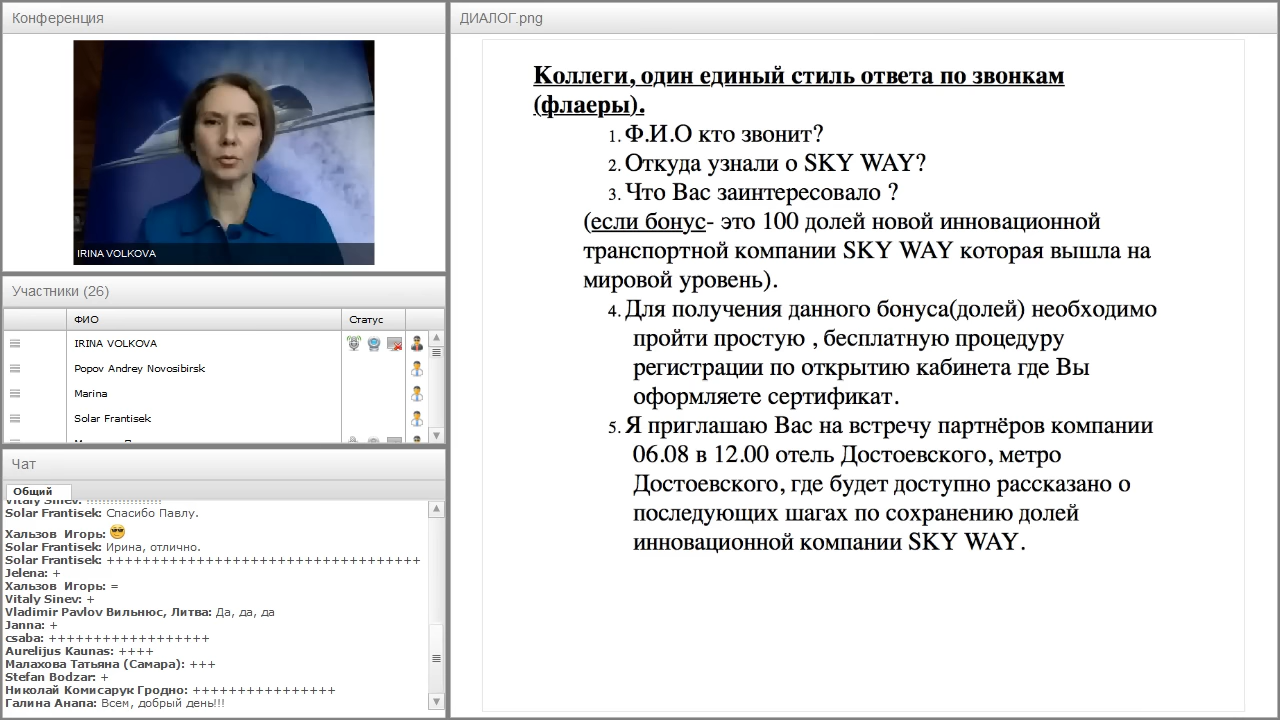 Конференция
IRINA VOLKOVA
Участники (26)
ФИО
Статус
IRINA VOLKOVA
Popov Andrey Novosibirsk
Marina
Solar Frantisek
Чат
Общий
Vitaly Sinev: !!!!!!!!!!!!!!!!!!!
Solar Frantisek: Спасибо Павлу.
Хальзов Игорь:
Solar Frantisek: Ирина, отлично.
Solar Frantisek: ++++++++++++++++++++++++++++++++++
Jelena: +
Хальзов Игорь: =
Vitaly Sinev: +
Vladimir Pavlov Вильнюс, Литва: Да, да, да
Janna: +
csaba: ++++++++++++++++++
Aurelijus Kaunas: ++++
Малахова Татьяна (Самара): +++
Stefan Bodzar: +
Николай Комисарук Гродно: ++++++++++++++++
Галина Анапа: Всем, добрый день!!!
ДИАЛОГ.png
Коллеги, один единый стиль ответа по звонкам
(флаеры).
1. Ф.И.О кто звонит?
2. Откуда узнали о SKY WAY?
3. Что Вас заинтересовало ?
(если бонус- это 100 долей новой инновационной
транспортной компании SKY WAY которая вышла на
мировой уровень).
4. Для получения данного бонуса(долей) необходимо
пройти простую , бесплатную процедуру
регистрации по открытию кабинета где Вы
оформляете сертификат.
5. Я приглашаю Вас на встречу партнёров компании
06.08 в 12.00 отель Достоевского, метро
Достоевского, где будет доступно рассказано о
последующих шагах по сохранению долей
инновационной компании SKY WAY.